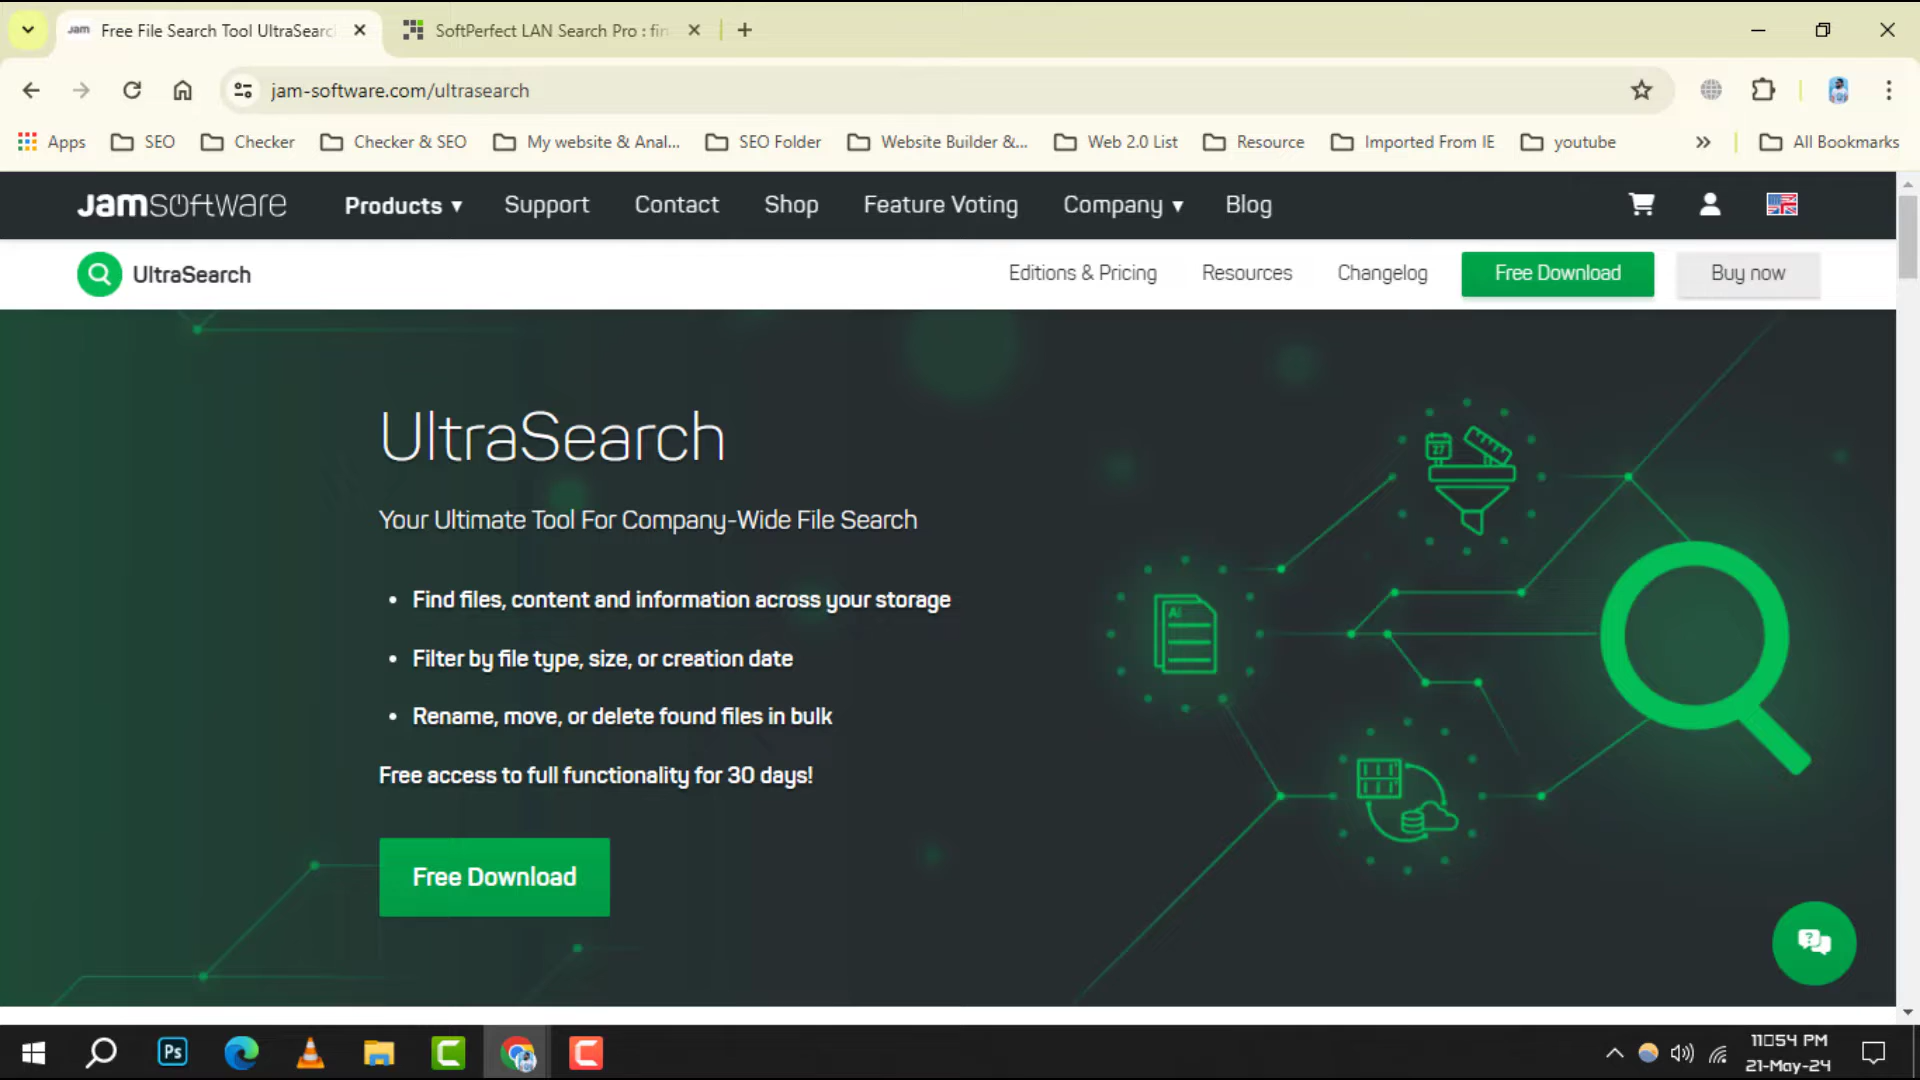 Free File Search Tool UltraSearc
SoftPerfect LAN Search Pro : fin
jam-software.com/ultrasearch
Apps
SEO
Checker
Checker & SEO
My website & Anal...
SEO Folder
Website Builder &...
Web 2.0 List
Resource
Imported From IE
youtube
All Bookmarks
Jamsoftware
Products
Support
Contact
Shop
Feature Voting
Company
Blog
UltraSearch
Editions & Pricing
Resources
Changelog
Free Download
Buy now
UltraSearch
Your Ultimate Tool For Company-Wide File Search
• Find files, content and information across your storage
• Filter by file type, size, or creation date
• Rename, move, or delete found files in bulk
Free access to full functionality for 30 days!
Free Download
27
AI
Ps
11□54 PM
21-May-24